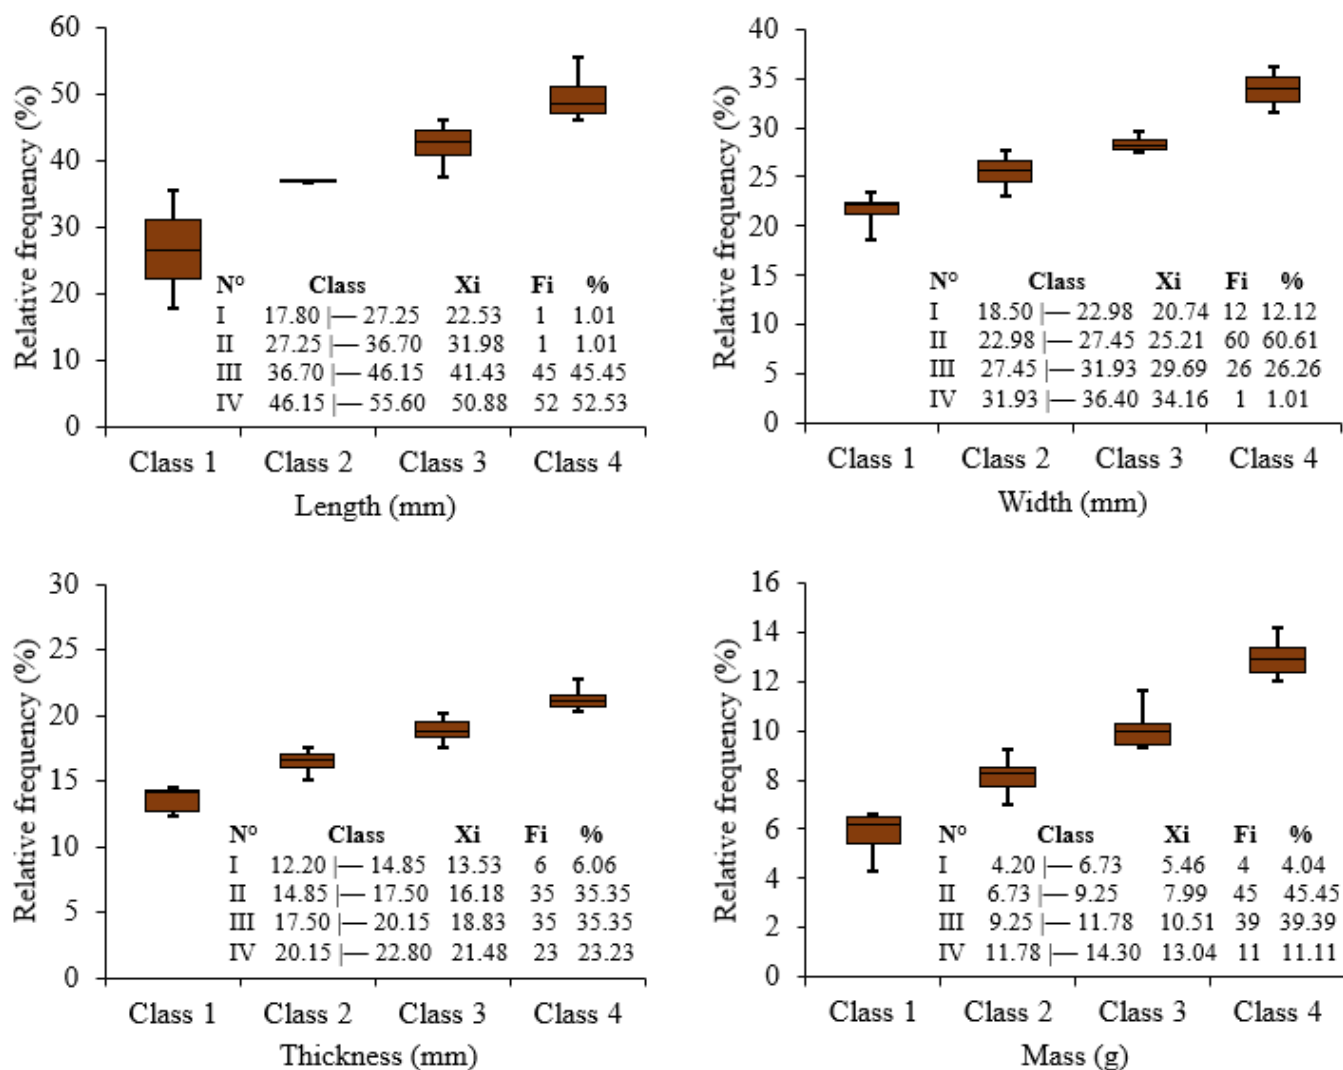 Relative frequency (%)
60
50
40
30
20
10
0
N° Class Xi Fi %
I 17.80 |— 27.25 22.53 1 1.01
II 27.25 |— 36.70 31.98 1 1.01
III 36.70 |— 46.15 41.43 45 45.45
IV 46.15 |— 55.60 50.88 52 52.53
Class 1 Class 2 Class 3 Class 4
Length (mm)
Relative frequency (%)
40
35
30
25
20
15
10
5
0
N° Class Xi Fi %
I 18.50 |— 22.98 20.74 12 12.12
II 22.98 |— 27.45 25.21 60 60.61
III 27.45 |— 31.93 29.69 26 26.26
IV 31.93 |— 36.40 34.16 1 1.01
Class 1 Class 2 Class 3 Class 4
Width (mm)
Relative frequency (%)
30
25
20
15
10
5
0
N° Class Xi Fi %
I 12.20 |— 14.85 13.53 6 6.06
II 14.85 |— 17.50 16.18 35 35.35
III 17.50 |— 20.15 18.83 35 35.35
IV 20.15 |— 22.80 21.48 23 23.23
Class 1 Class 2 Class 3 Class 4
Thickness (mm)
Relative frequency (%)
16
14
12
10
8
6
4
2
0
N° Class Xi Fi %
I 4.20 |— 6.73 5.46 4 4.04
II 6.73 |— 9.25 7.99 45 45.45
III 9.25 |— 11.78 10.51 39 39.39
IV 11.78 |— 14.30 13.04 11 11.11
Class 1 Class 2 Class 3 Class 4
Mass (g)